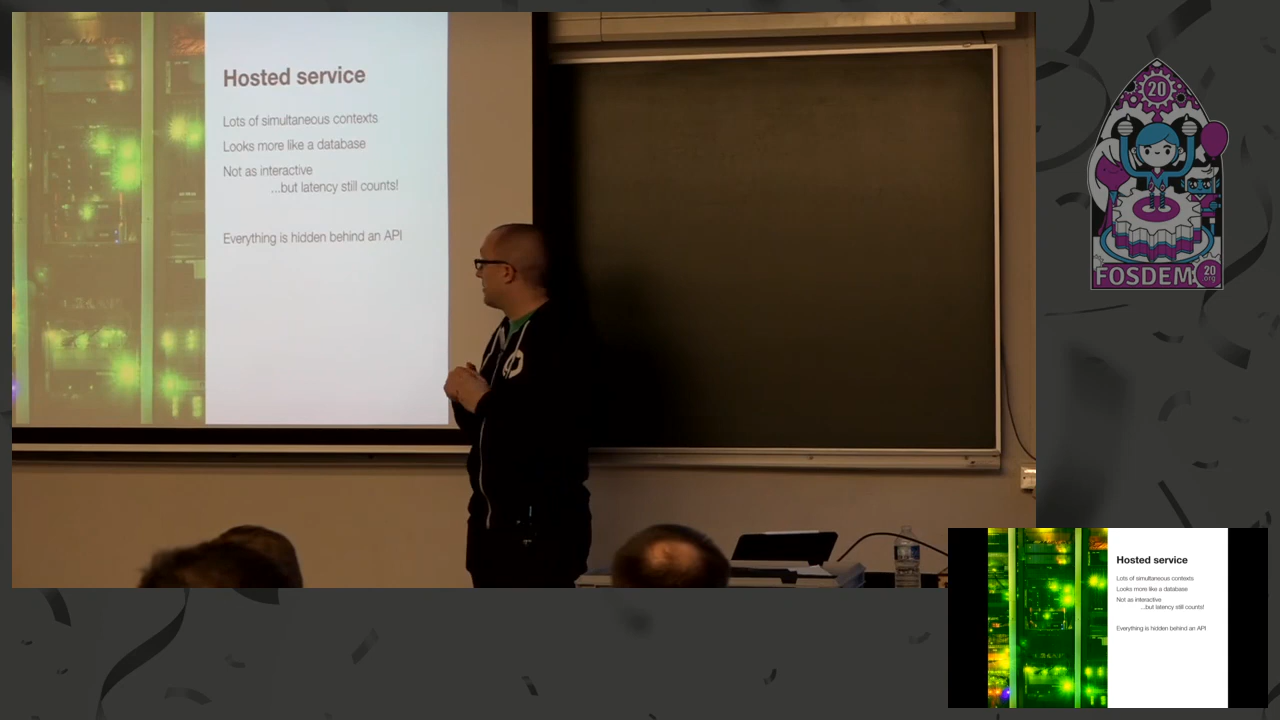 Hosted service
Lots of simultaneous contexts
Looks more like a database
Not as interactive
...but latency still counts!
Everything is hidden behind an API
20
FOSDEM
20
.org
Hosted service
Lots of simultaneous contexts
Looks more like a database
Not as interactive
...but latency still counts!
Everything is hidden behind an API